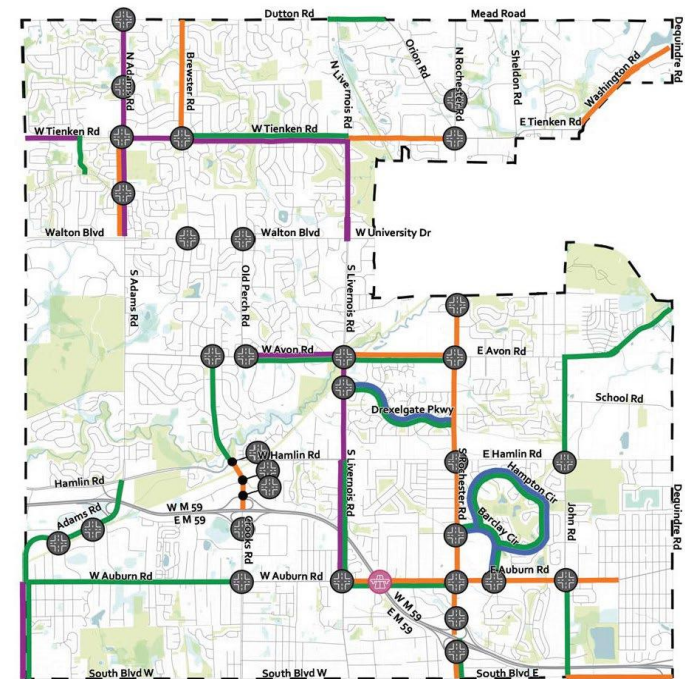 Dutton Rd
Mead Road
N Adams Rd
Brewster Rd
N Livernois Rd
Orion Rd
N Rochester Rd
Sheldon Rd
Washington Rd
Dequindre Rd
W Tienken Rd
W Tienken Rd
E Tienken Rd
Walton Blvd
Walton Blvd
W University Dr
S Adams Rd
Old Perch Rd
S Livernois Rd
W Avon Rd
E Avon Rd
School Rd
Drexelgate Pkwy
W Hamlin Rd
E Hamlin Rd
Hamlin Rd
S Livernois Rd
S Rochester Rd
Hampton Cir
Barclay Cir
John Rd
Dequindre Rd
W M 59
E M 59
Adams Rd
Crooks Rd
W Auburn Rd
W Auburn Rd
E Auburn Rd
W M 59
E M 59
South Blvd W
South Blvd W
South Blvd E